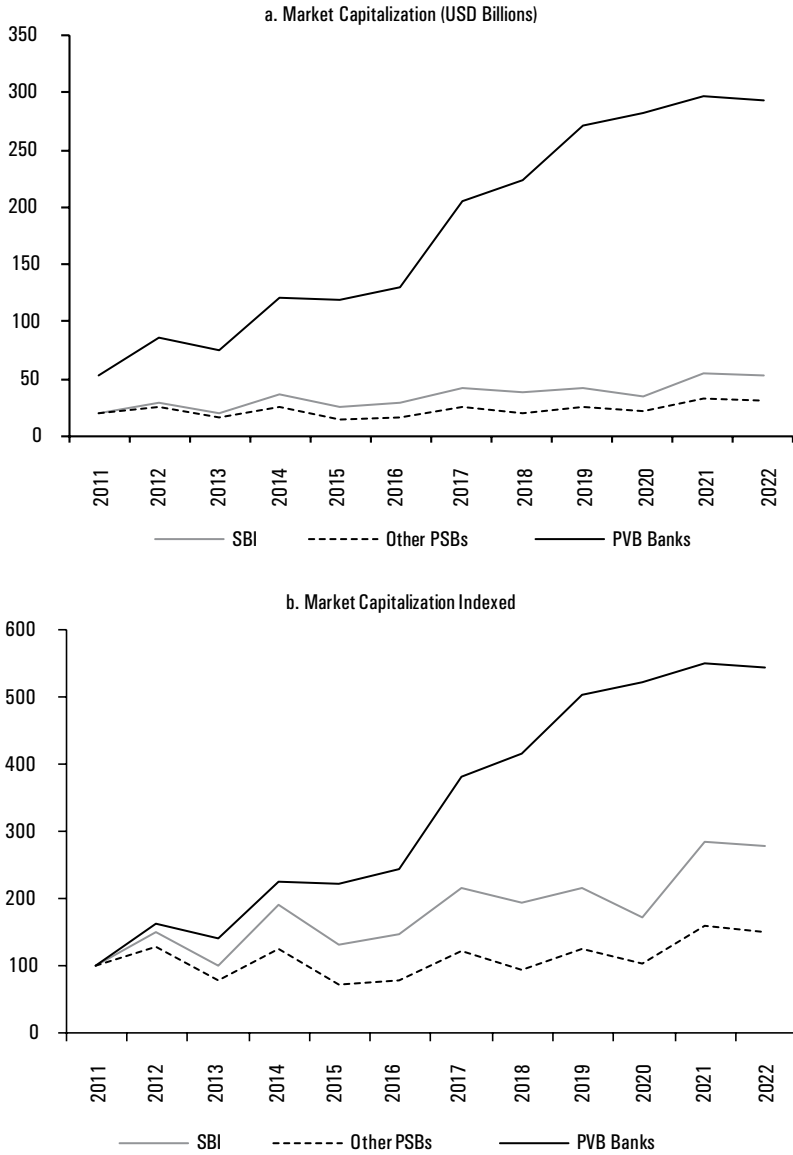 a. Market Capitalization (USD Billions)
350
300
250
200
150
100
50
0
2011 2012 2013 2014 2015 2016 2017 2018 2019 2020 2021 2022
SBI Other PSBs PVB Banks
b. Market Capitalization Indexed
600
500
400
300
200
100
0
2011 2012 2013 2014 2015 2016 2017 2018 2019 2020 2021 2022
SBI Other PSBs PVB Banks